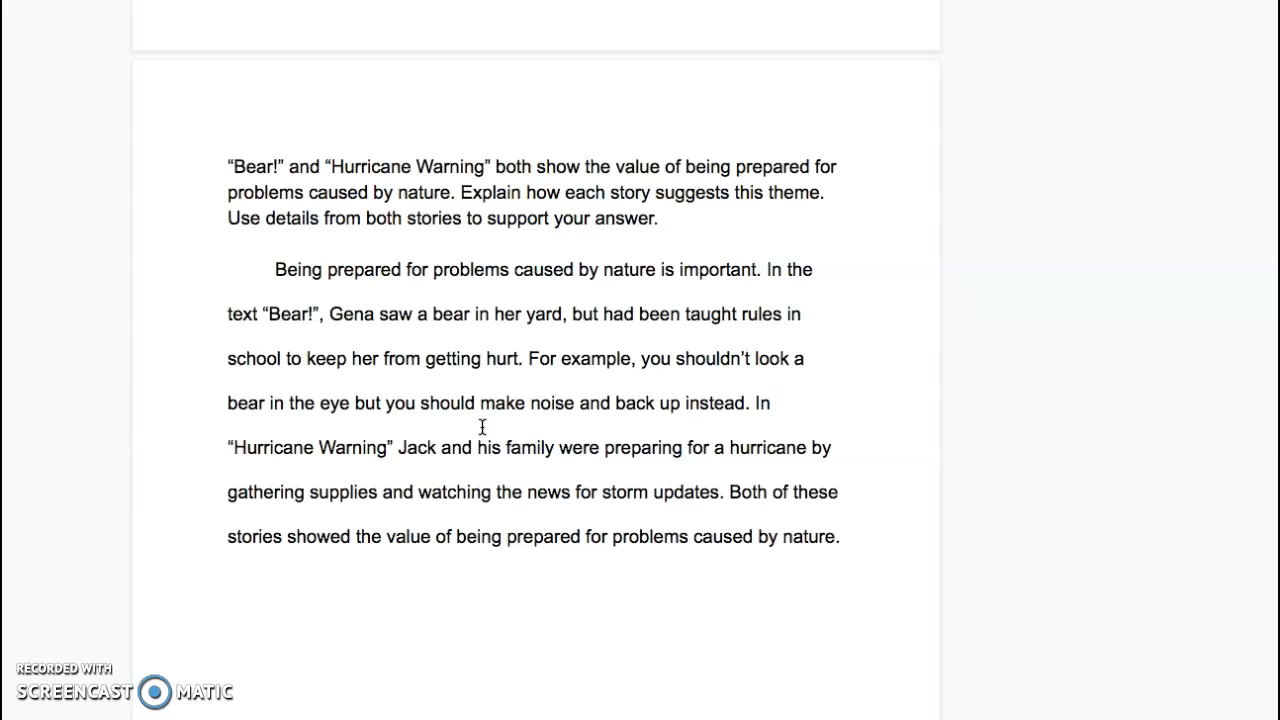 “Bear!” and “Hurricane Warning” both show the value of being prepared for
problems caused by nature. Explain how each story suggests this theme.
Use details from both stories to support your answer.
Being prepared for problems caused by nature is important. In the
text “Bear!”, Gena saw a bear in her yard, but had been taught rules in
school to keep her from getting hurt. For example, you shouldn’t look a
bear in the eye but you should make noise and back up instead. In
“Hurricane Warning” Jack and his family were preparing for a hurricane by
gathering supplies and watching the news for storm updates. Both of these
stories showed the value of being prepared for problems caused by nature.
RECORDED WITH
SCREENCAST MATIC